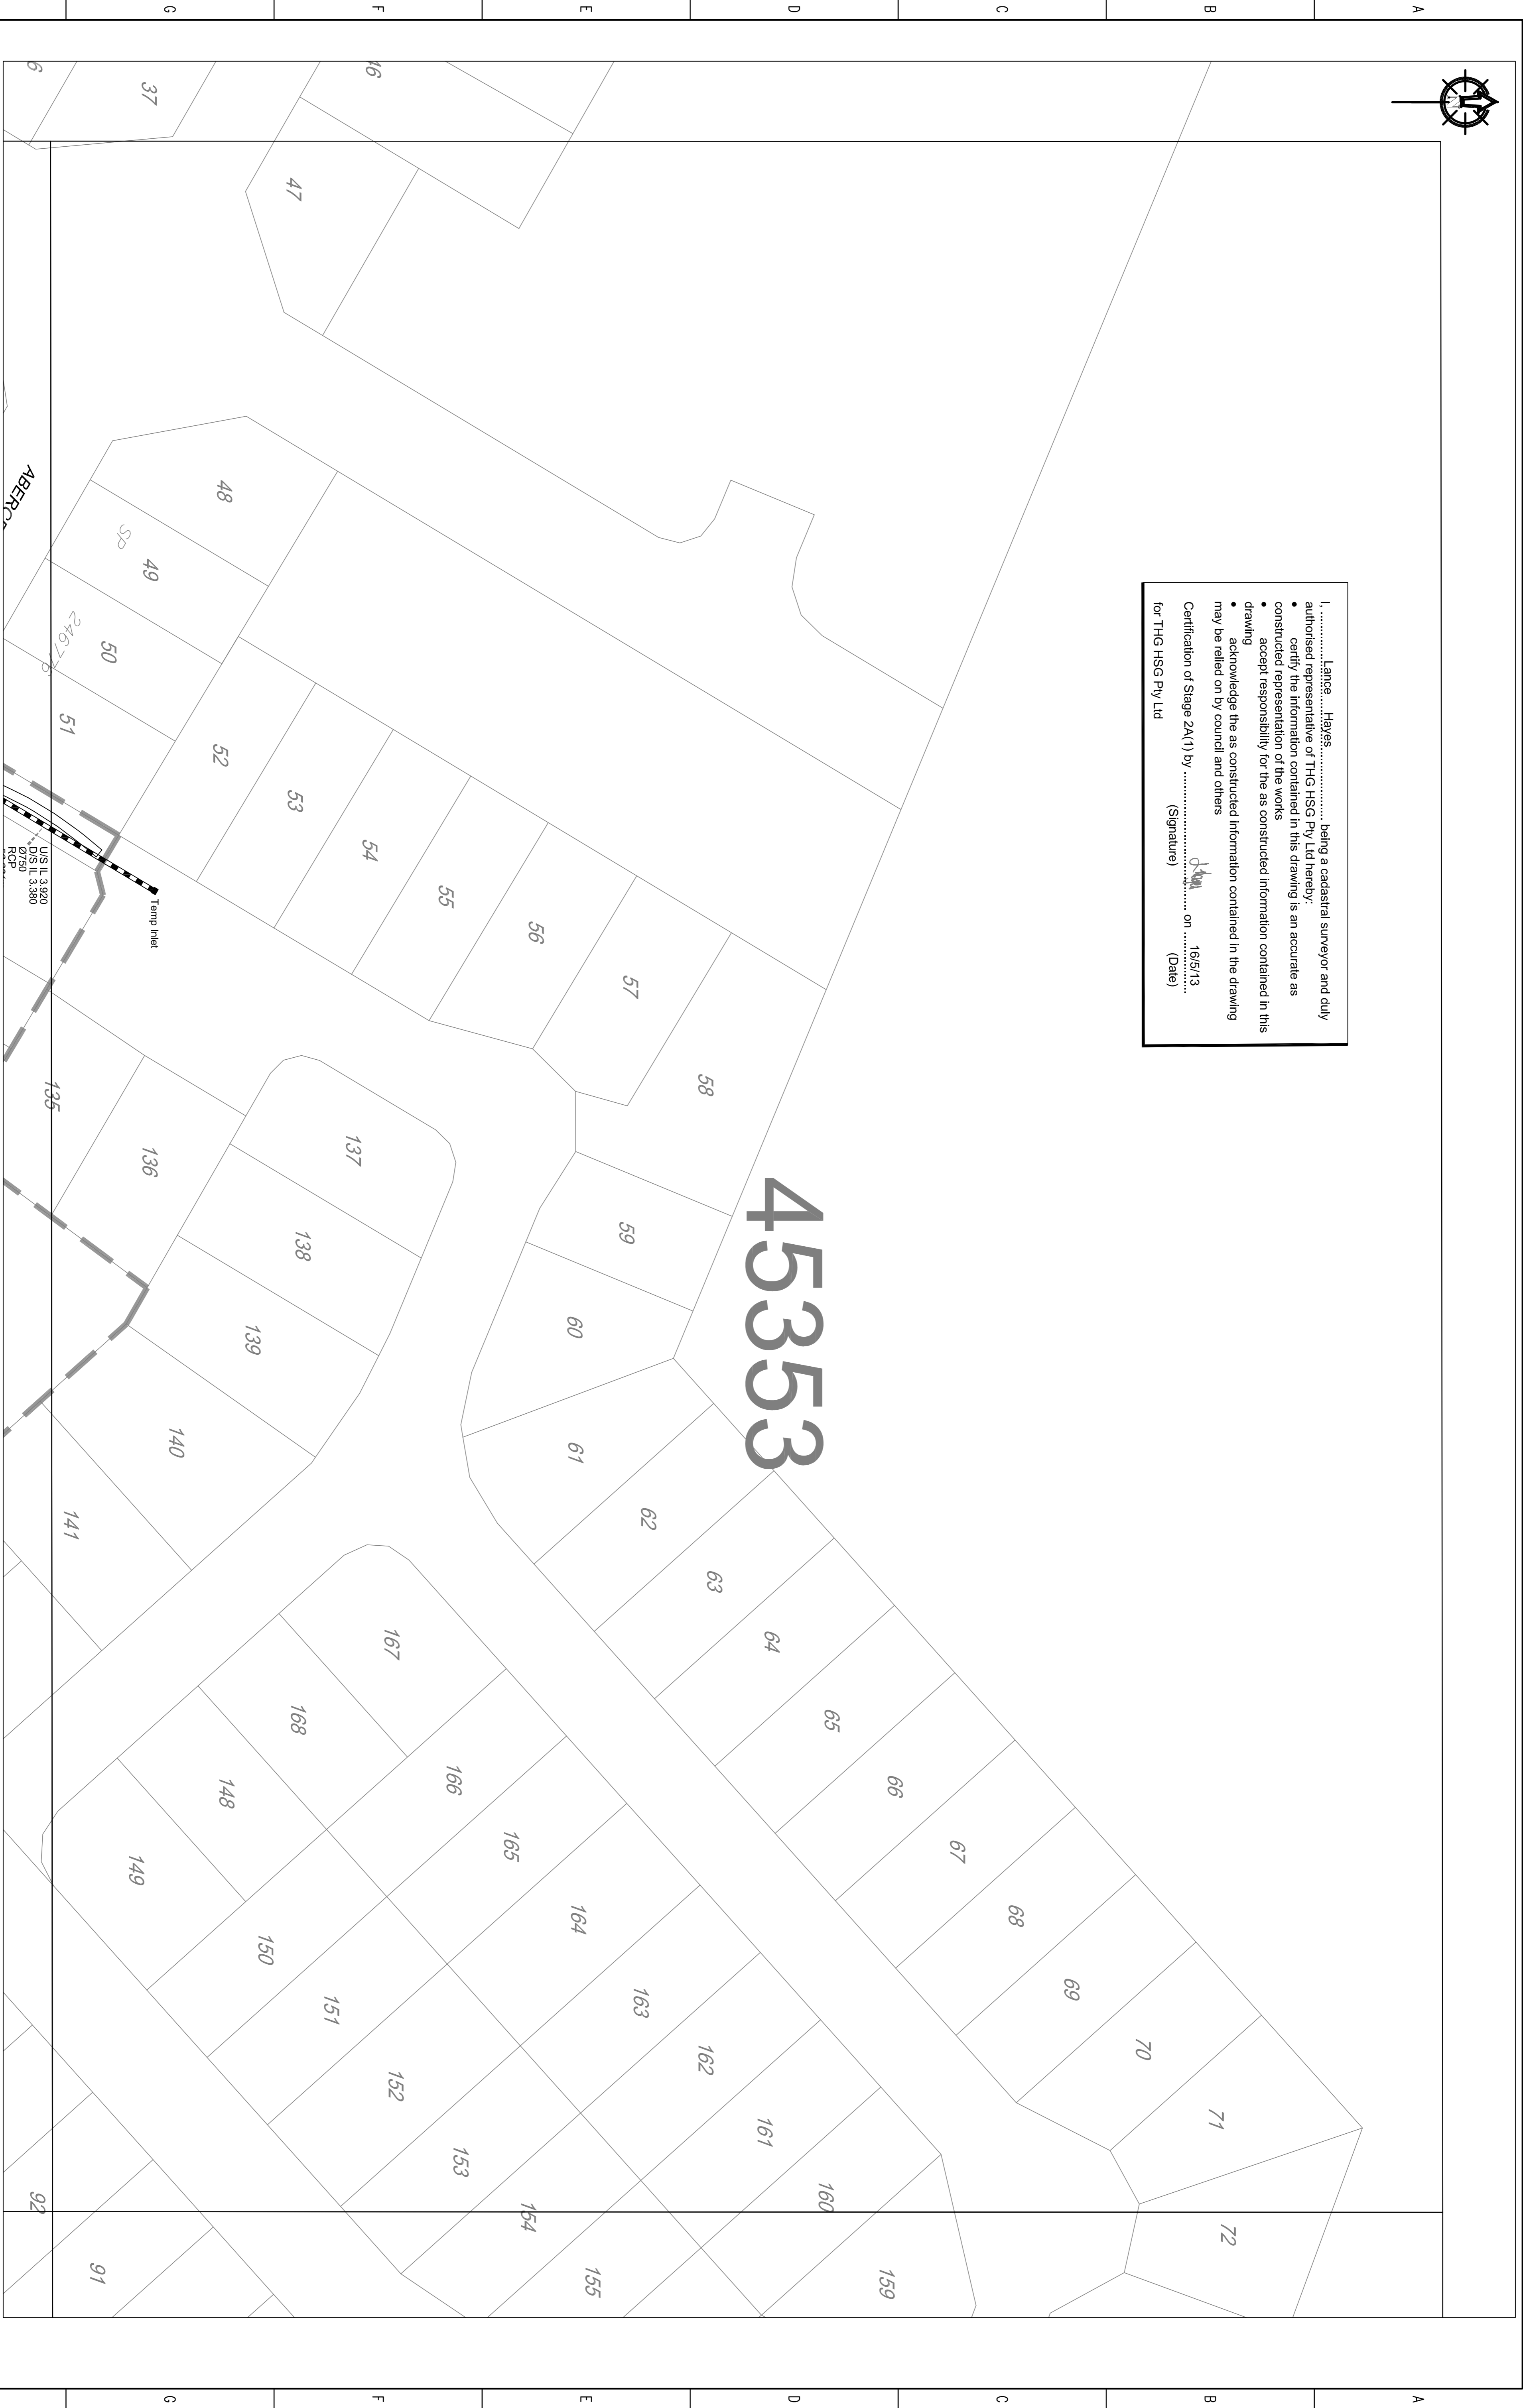 A
B
C
D
E
F
G
I, .............Lance......Hayes.................... being a cadastral surveyor and duly
authorised representative of THG HSG Pty Ltd hereby:
• certify the information contained in this drawing is an accurate as
constructed representation of the works
• accept responsibility for the as constructed information contained in this
drawing
• acknowledge the as constructed information contained in the drawing
may be relied on by council and others
Certification of Stage 2A(1) by .............................. on ...16/5/13...
(Signature) (Date)
for THG HSG Pty Ltd
45353
37
46
47
48
49
50
51
52
53
54
55
56
57
58
59
60
61
62
63
64
65
66
67
68
69
70
71
72
135
136
137
138
139
140
141
167
168
148
149
166
165
164
163
162
161
160
159
150
151
152
153
154
155
92
91
SP
Temp Inlet
U/S IL 3.920
D/S IL 3.380
Ø750
RCP
A
B
C
D
E
F
G